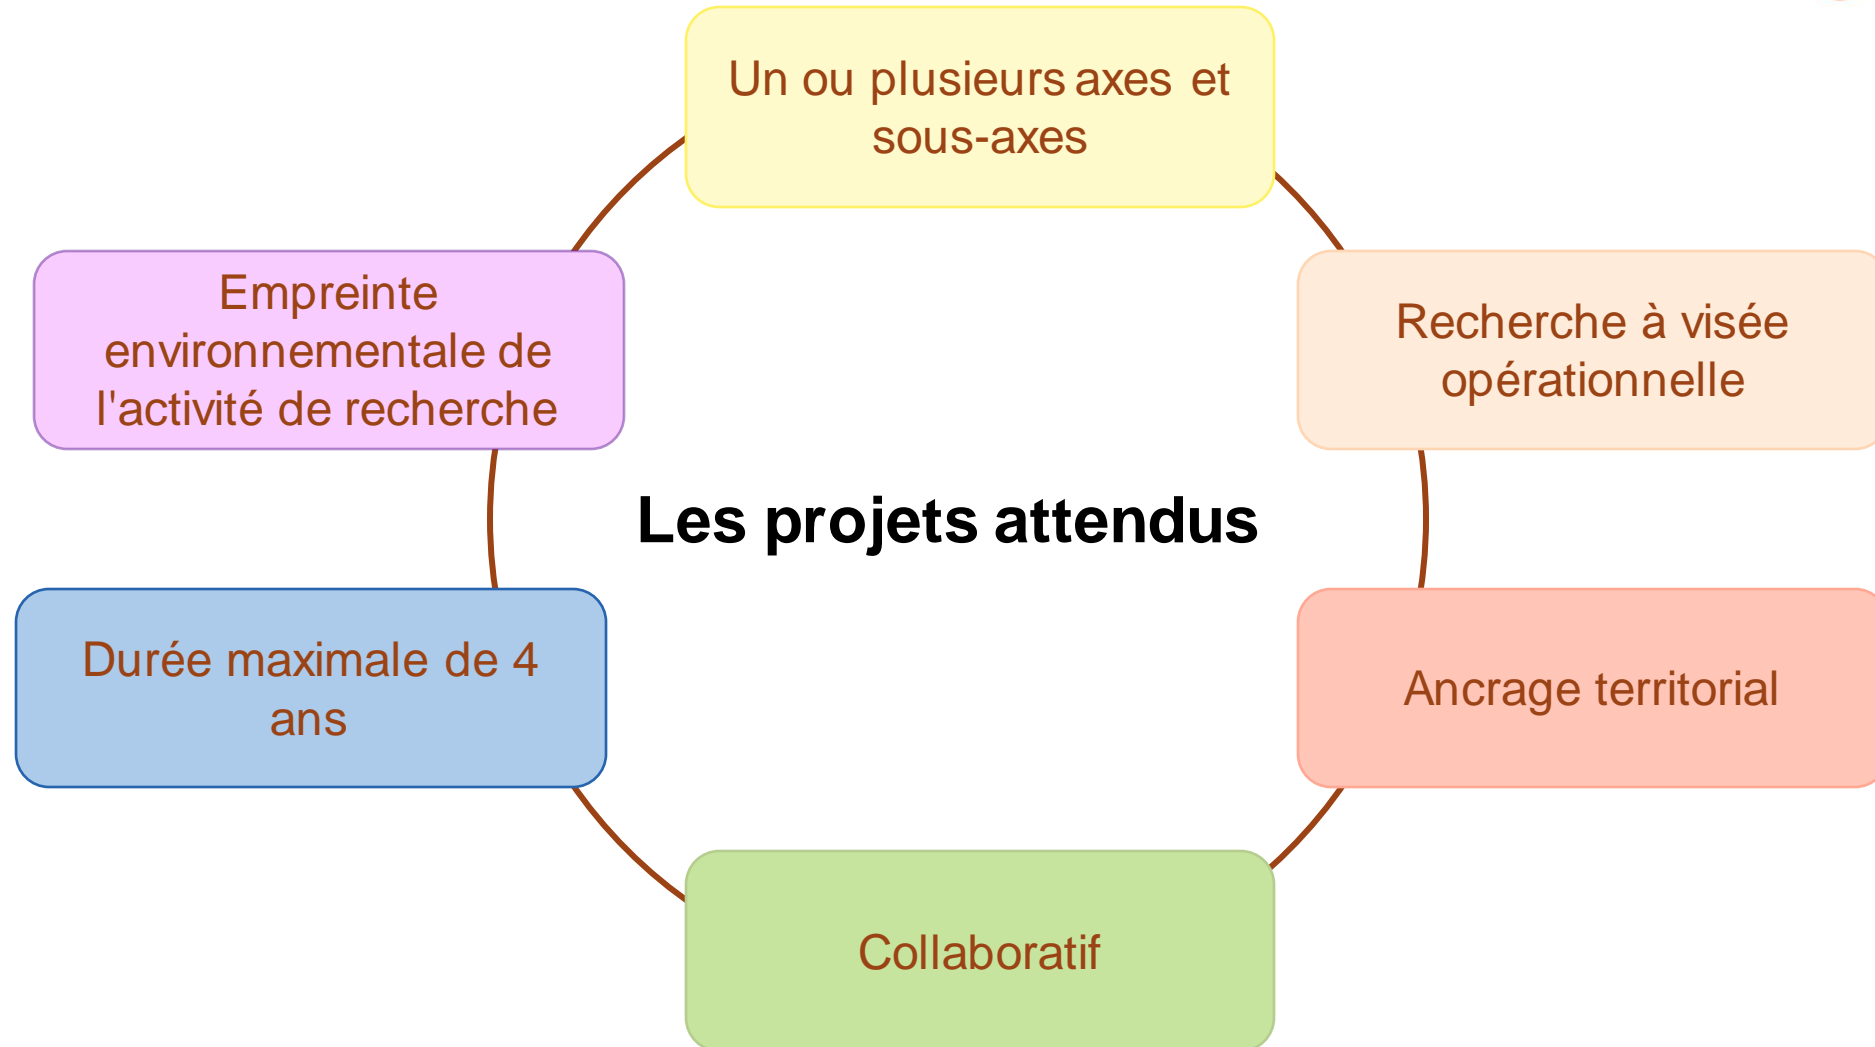 Un ou plusieurs axes et
sous-axes
Empreinte
environnementale de
l'activité de recherche
Recherche à visée
opérationnelle
Les projets attendus
Durée maximale de 4
ans
Ancrage territorial
Collaboratif